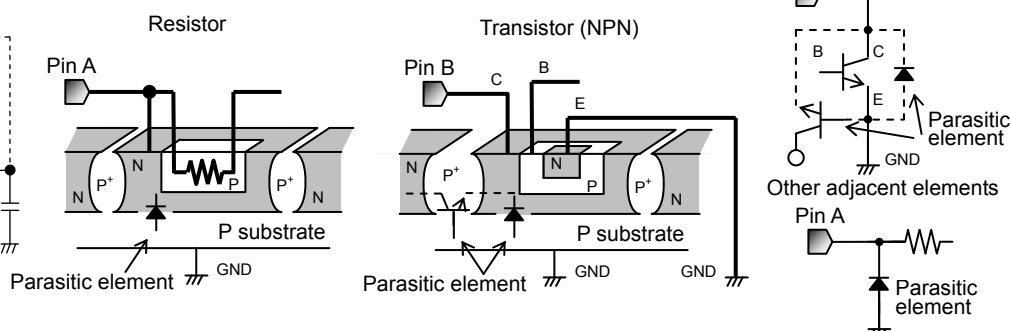 Resistor
Pin A
N
N
P+
P
P+
N
P substrate
Parasitic element
GND
Transistor (NPN)
Pin B
C
B
E
N
P+
N
P
P+
N
P substrate
Parasitic element
GND
GND
B
C
E
Parasitic
element
GND
Other adjacent elements
Pin A
Parasitic
element